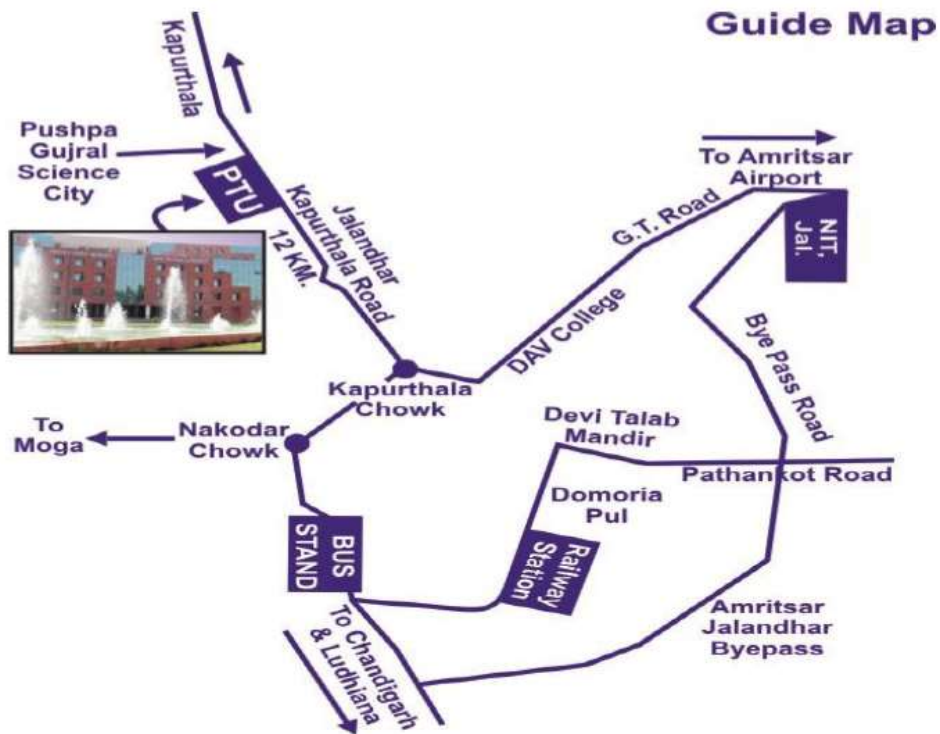 Guide Map
Kapurthala
Pushpa
Gujral
Science
City
PTU
Jalandhar
Kapurthala Road
12 KM.
To Amritsar
Airport
G.T. Road
NIT,
Jal.
DAV College
Bye Pass Road
Kapurthala
Chowk
To
Moga
Nakodar
Chowk
Devi Talab
Mandir
Pathankot Road
Domoria
Pul
BUS
STAND
Railway
Station
To Chandigarh
& Ludhiana
Amritsar
Jalandhar
Byepass